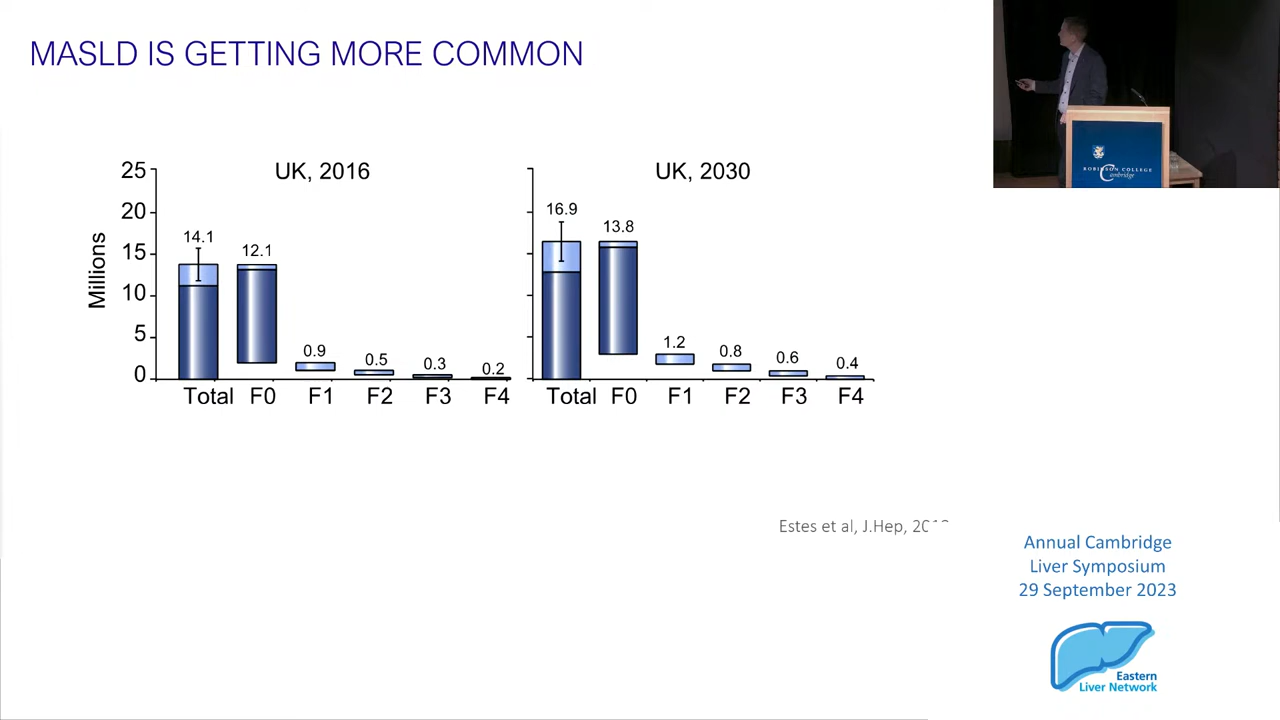 MASLD IS GETTING MORE COMMON
UK, 2016
Millions
25
20
15
10
5
0
14.1
12.1
0.9
0.5
0.3
0.2
Total F0 F1 F2 F3 F4
UK, 2030
16.9
13.8
1.2
0.8
0.6
0.4
Total F0 F1 F2 F3 F4
Estes et al, J.Hep,
ROBINSON COLLEGE
Cambridge
Annual Cambridge
Liver Symposium
29 September 2023
Eastern
Liver Network